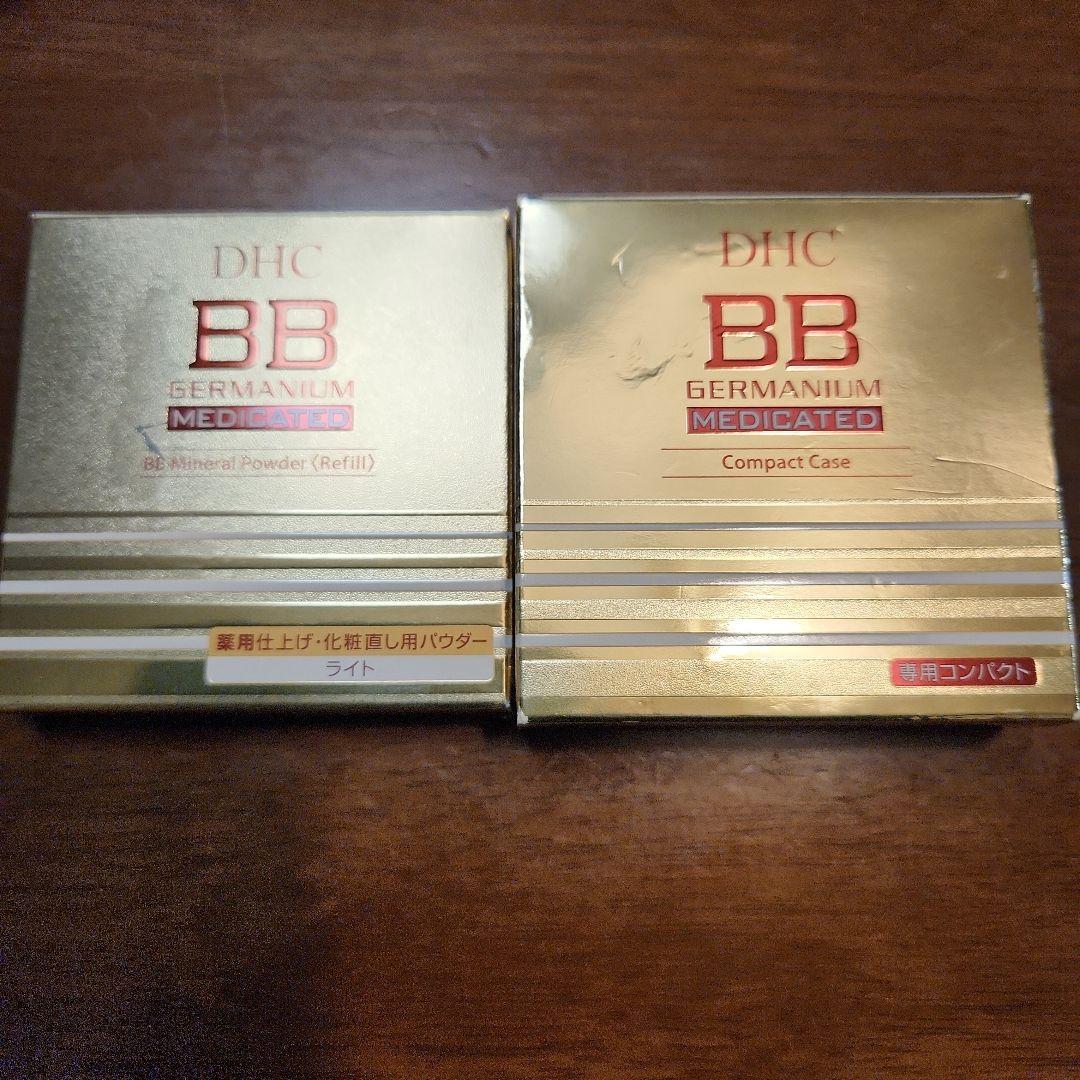 DHC
BB
GERMANIUM
MEDICATED
BB Mineral Powder〈Refill〉
薬用仕上げ・化粧直し用パウダー
ライト
DHC
BB
GERMANIUM
MEDICATED
Compact Case
専用コンパクト